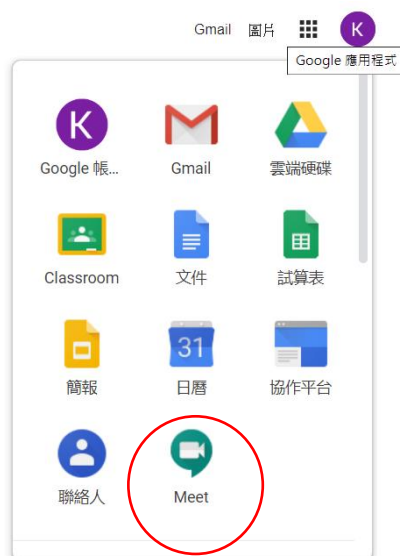 Gmail 圖片 K
Google 應用程式
K
Google 帳... Gmail 雲端硬碟
Classroom 文件 試算表
31
簡報 日曆 協作平台
聯絡人 Meet